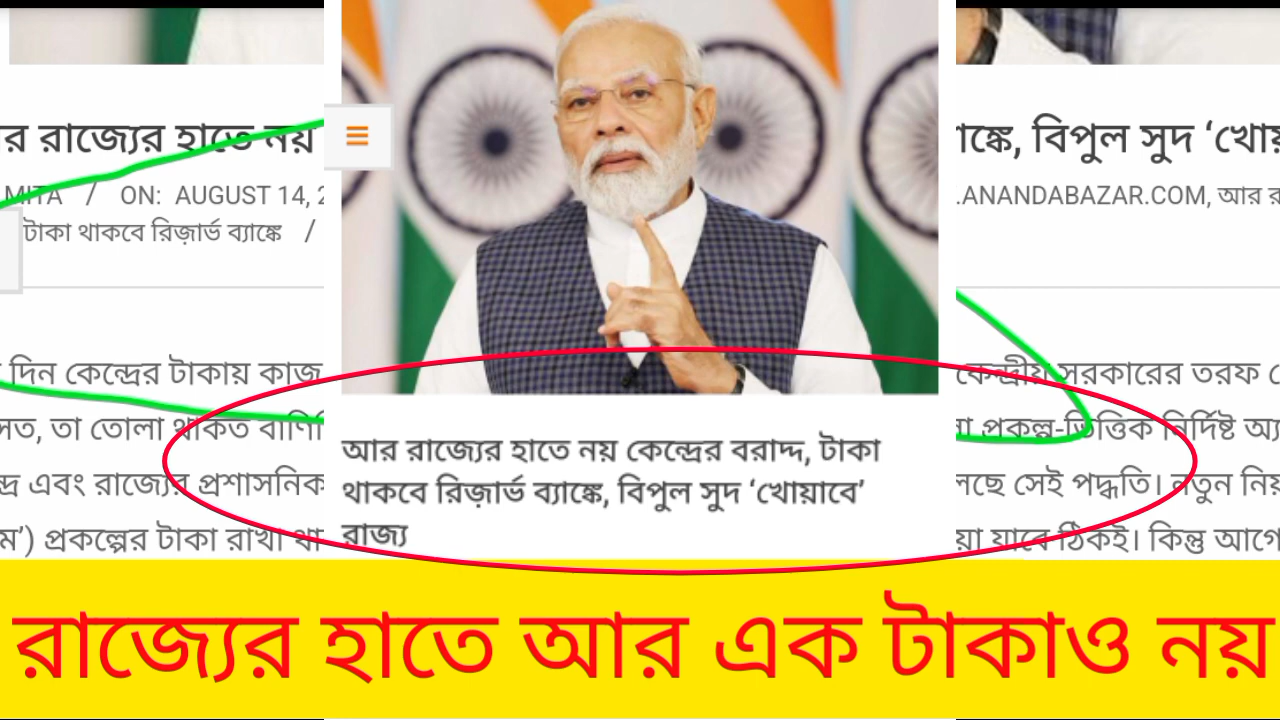 র রাজ্যের হাতে নয়
MITA / ON: AUGUST 14, 2
টাকা থাকবে রিজ়ার্ভ ব্যাঙ্কে /
দিন কেন্দ্রের টাকায় কাজ
সত, তা তোলা থাকত বাণি
ন্দ্র এবং রাজ্যের প্রশাসনিক
ম’) প্রকল্পের টাকা রাখা থা
আর রাজ্যের হাতে নয় কেন্দ্রের বরাদ্দ, টাকা
থাকবে রিজ়ার্ভ ব্যাঙ্কে, বিপুল সুদ ‘খোয়াবে’
রাজ্য
াঙ্কে, বিপুল সুদ ‘খোয়
.ANANDABAZAR.COM, আর র
কেন্দ্রীয় সরকারের তরফ
া প্রকল্প-ভিত্তিক নির্দিষ্ট অ্য
লছে সেই পদ্ধতি। নতুন নিয়
য়া যাবে ঠিকই। কিন্তু আগে
রাজ্যের হাতে আর এক টাকাও নয়